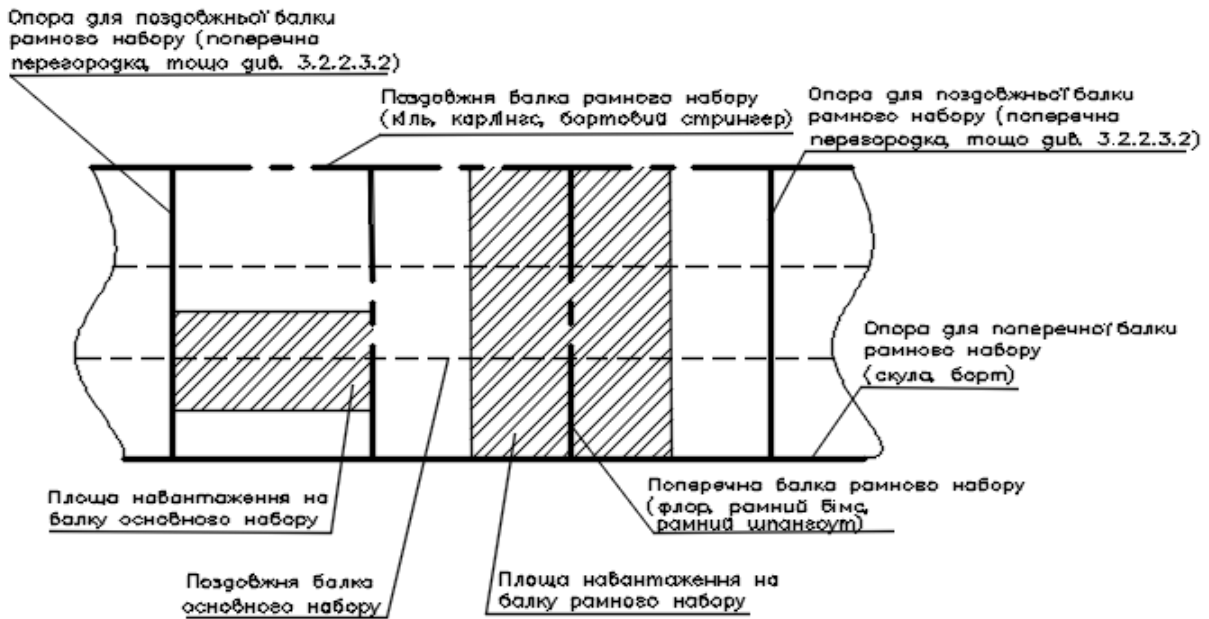 Опора для поздовжньої балки
рамного набору (поперечна
перегородка, тощо див. 3.2.2.3.2)
Поздовжня балка рамного набору
(кіль, карлінгс, бортовий стрингер)
Опора для поздовжньої балки
рамного набору (поперечна
перегородка, тощо див. 3.2.2.3.2)
Опора для поперечної балки
рамного набору
(скула, борт)
Площа навантаження на
балку основного набору
Поперечна балка рамного набору
(флор, рамний бімс,
рамний шпангоут)
Поздовжня балка
основного набору
Площа навантаження на
балку рамного набору